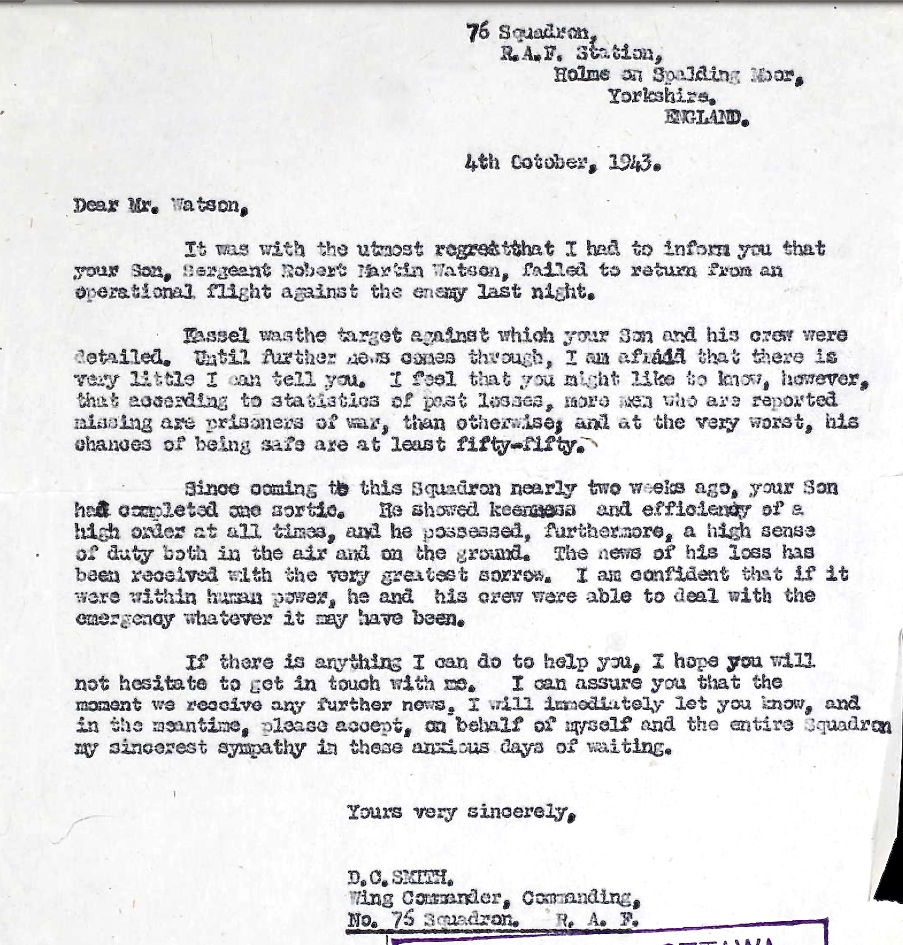 76 Squadron,
R.A.F. Station,
Holme on Spalding Moor,
Yorkshire.
ENGLAND.
4th October, 1943.
Dear Mr. Watson,
It was with the utmost regretthat I had to inform you that
your Son, Sergeant Robert Martin Watson, failed to return from an
operational flight against the enemy last night.
Kassel wasthe target against which your Son and his crew were
detailed. Until further news comes through, I am afraid that there is
very little I can tell you. I feel that you might like to know, however,
that according to statistics of past losses, more men who are reported
missing are prisoners of war, than otherwise; and at the very worst, his
chances of being safe are at least fifty-fifty.
Since coming to this Squadron nearly two weeks ago, your Son
had completed one sortie. He showed keenness and efficiency of a
high order at all times, and he possessed, furthermore, a high sense
of duty both in the air and on the ground. The news of his loss has
been received with the very greatest sorrow. I am confident that if it
were within human power, he and his crew were able to deal with the
emergency whatever it may have been.
If there is anything I can do to help you, I hope you will
not hesitate to get in touch with me. I can assure you that the
moment we receive any further news, I will immediately let you know, and
in the meantime, please accept, on behalf of myself and the entire Squadron
my sincerest sympathy in these anxious days of waiting.
Yours very sincerely,
D.C.SMITH.
Wing Commander, Commanding,
No. 76 Squadron. R. A. F.